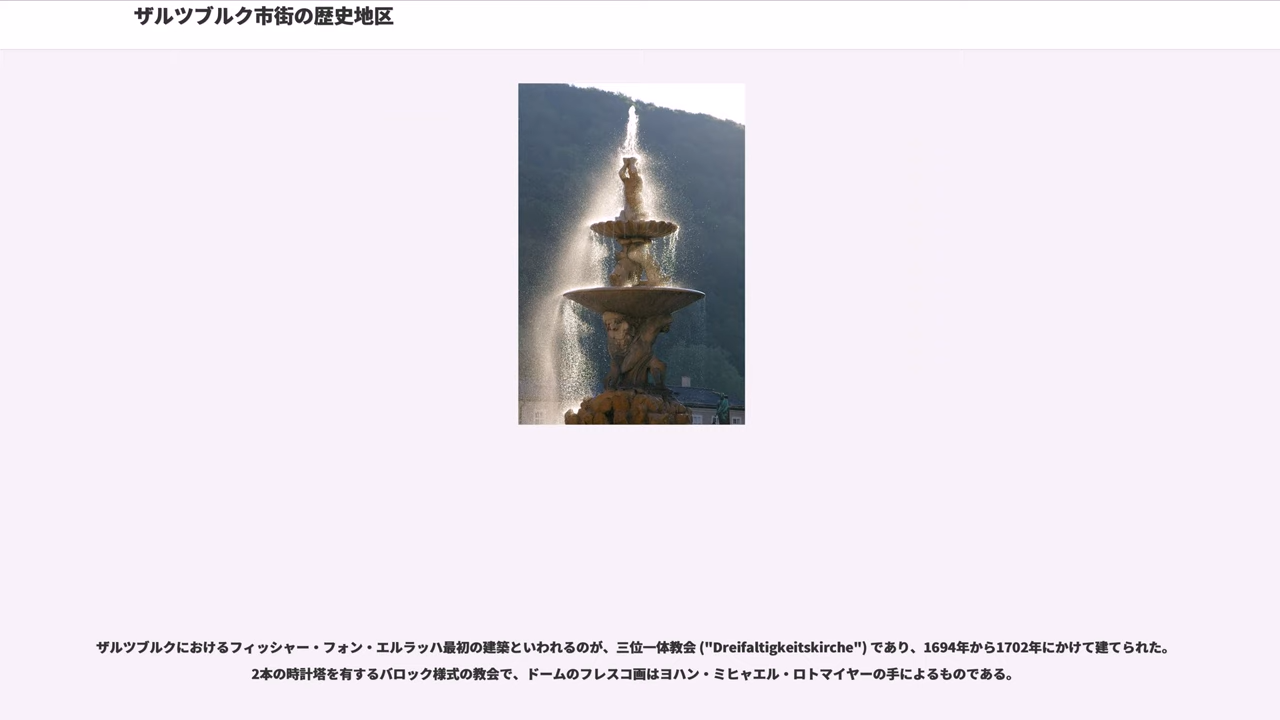 ザルツブルク市街の歴史地区
ザルツブルクにおけるフィッシャー・フォン・エルラッハ最初の建築といわれるのが、三位一体教会 ("Dreifaltigkeitskirche") であり、1694年から1702年にかけて建てられた。
2本の時計塔を有するバロック様式の教会で、ドームのフレスコ画はヨハン・ミヒャエル・ロトマイヤーの手によるものである。